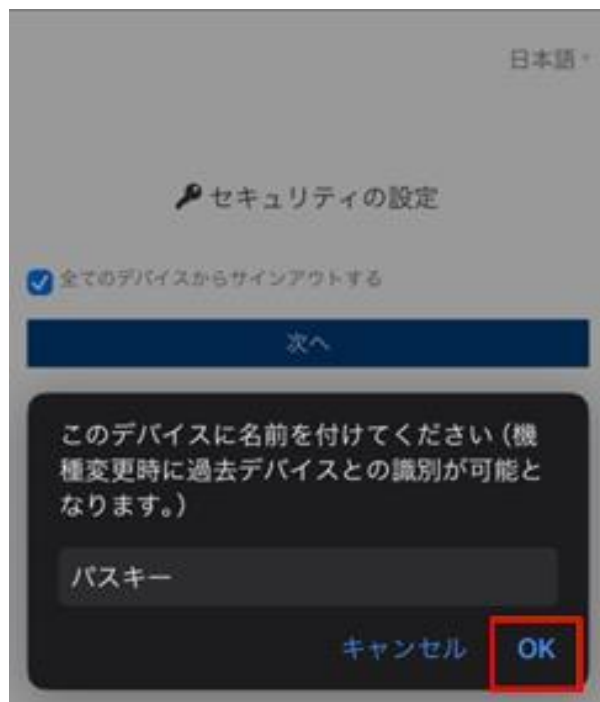 日本語
セキュリティの設定
全てのデバイスからサインアウトする
次へ
このデバイスに名前を付けてください（機
種変更時に過去デバイスとの識別が可能と
なります。）
パスキー
キャンセル OK